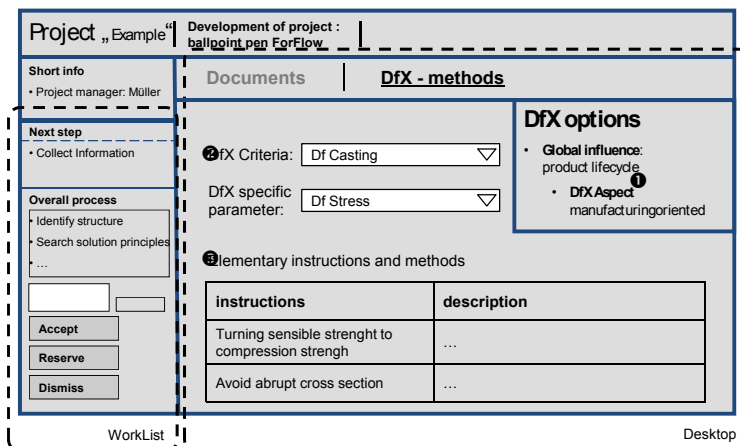 Project „Example“
Development of project :
ballpoint pen ForFlow
Short info
• Project manager: Müller
Next step
• Collect Information
Overall process
• Identify structure
• Search solution principles
• …
Accept
Reserve
Dismiss
WorkList
Documents
DfX - methods
❷fX Criteria:
Df Casting
DfX specific
parameter:
Df Stress
DfX options
• Global influence:
product lifecycle
❶
• DfX Aspect
manufacturingoriented
❸lementary instructions and methods
instructions
description
Turning sensible strenght to
compression strengh
…
Avoid abrupt cross section
…
Desktop